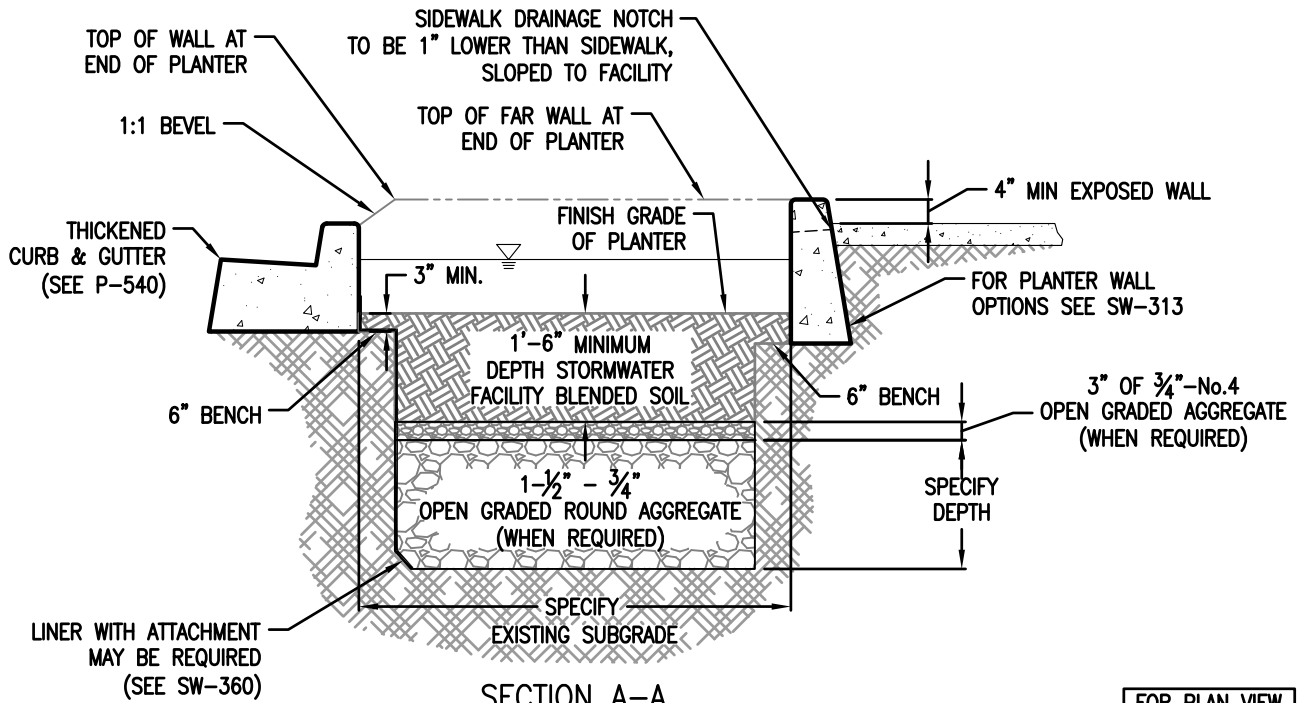 SIDEWALK DRAINAGE NOTCH
TO BE 1" LOWER THAN SIDEWALK,
SLOPED TO FACILITY
TOP OF WALL AT
END OF PLANTER
1:1 BEVEL
TOP OF FAR WALL AT
END OF PLANTER
4" MIN EXPOSED WALL
THICKENED
CURB & GUTTER
(SEE P-540)
FINISH GRADE
OF PLANTER
3" MIN.
FOR PLANTER WALL
OPTIONS SEE SW-313
1'-6" MINIMUM
DEPTH STORMWATER
FACILITY BLENDED SOIL
6" BENCH
6" BENCH
3" OF 3/4"-No.4
OPEN GRADED AGGREGATE
(WHEN REQUIRED)
1-1/2" - 3/4"
OPEN GRADED ROUND AGGREGATE
(WHEN REQUIRED)
SPECIFY
DEPTH
SPECIFY
EXISTING SUBGRADE
LINER WITH ATTACHMENT
MAY BE REQUIRED
(SEE SW-360)
SECTION A-A
FOR PLAN VIEW